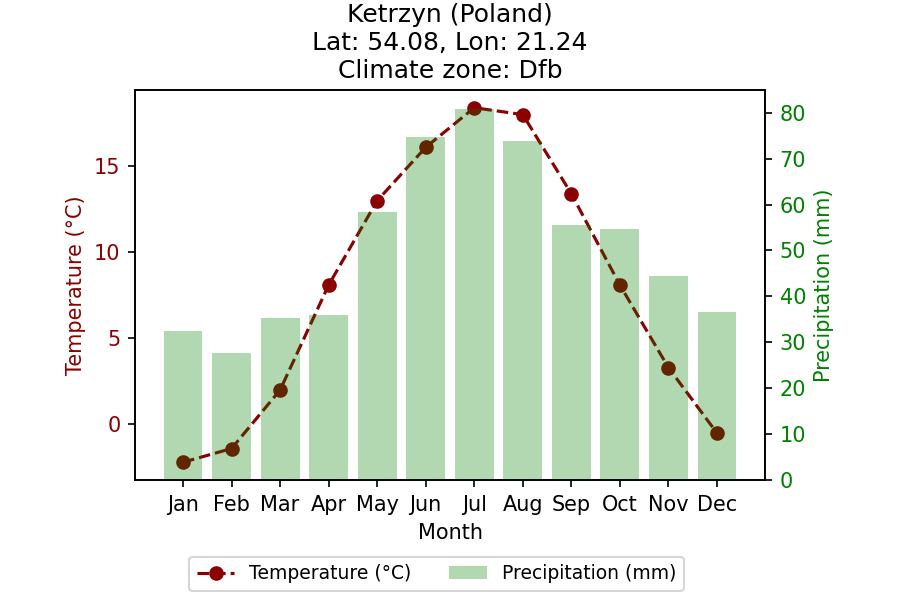 Ketrzyn (Poland)
Lat: 54.08, Lon: 21.24
Climate zone: Dfb
Temperature (°C)
15
10
5
0
80
70
60
50
40
30
20
10
0
Precipitation (mm)
Jan Feb Mar Apr May Jun Jul Aug Sep Oct Nov Dec
Month
Temperature (°C) Precipitation (mm)